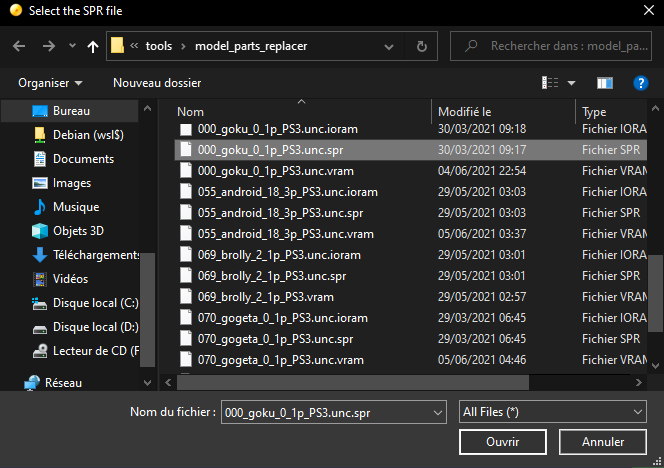 Select the SPR file
« tools › model_parts_replacer
Rechercher dans : model_pa...
Organiser
Nouveau dossier
?
Bureau
Debian (wsl$)
Documents
Images
Musique
Objets 3D
Téléchargements
Vidéos
Disque local (C:)
Disque local (D:)
Lecteur de CD (F
Réseau
Nom Modifié le Type
000_goku_0_1p_PS3.unc.ioram 30/03/2021 09:18 Fichier IORA
000_goku_0_1p_PS3.unc.spr 30/03/2021 09:17 Fichier SPR
000_goku_0_1p_PS3.unc.vram 04/06/2021 22:54 Fichier VRAM
055_android_18_3p_PS3.unc.ioram 29/05/2021 03:03 Fichier IORA
055_android_18_3p_PS3.unc.spr 29/05/2021 03:03 Fichier SPR
055_android_18_3p_PS3.unc.vram 05/06/2021 03:37 Fichier VRAM
069_brolly_2_1p_PS3.unc.ioram 29/05/2021 03:01 Fichier IORA
069_brolly_2_1p_PS3.unc.spr 29/05/2021 03:01 Fichier SPR
069_brolly_2_1p_PS3.vram 29/05/2021 02:57 Fichier VRAM
070_gogeta_0_1p_PS3.unc.ioram 29/03/2021 06:45 Fichier IORA
070_gogeta_0_1p_PS3.unc.spr 29/03/2021 06:45 Fichier SPR
070_gogeta_0_1p_PS3.unc.vram 05/06/2021 04:46 Fichier VRAM
Nom du fichier : 000_goku_0_1p_PS3.unc.spr All Files (*)
Ouvrir Annuler